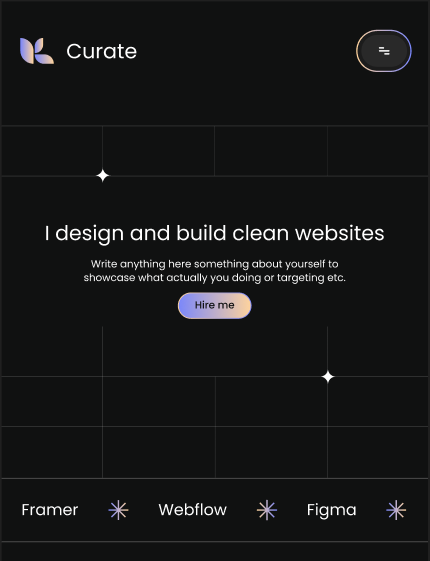 Curate
I design and build clean websites
Write anything here something about yourself to
showcase what actually you doing or targeting etc.
Hire me
Framer Webflow Figma